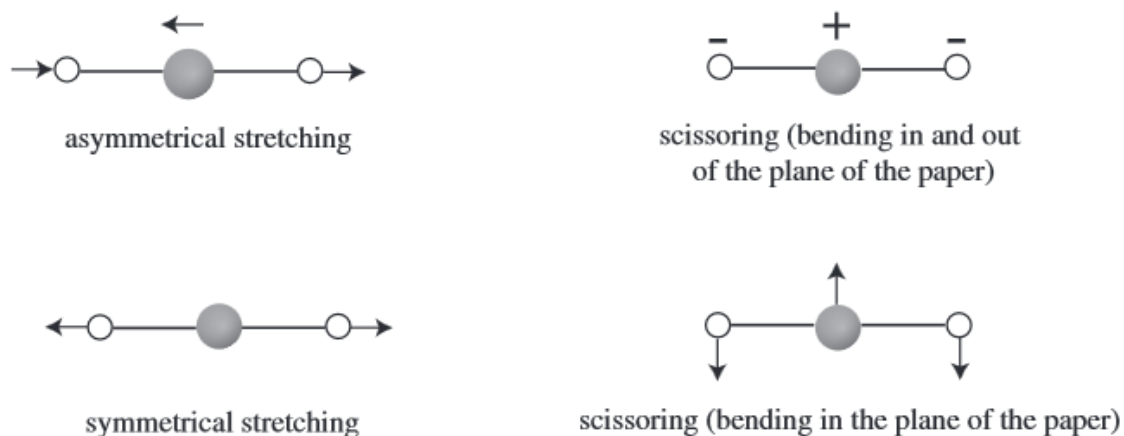 - + -
asymmetrical stretching
scissoring (bending in and out
of the plane of the paper)
symmetrical stretching
scissoring (bending in the plane of the paper)